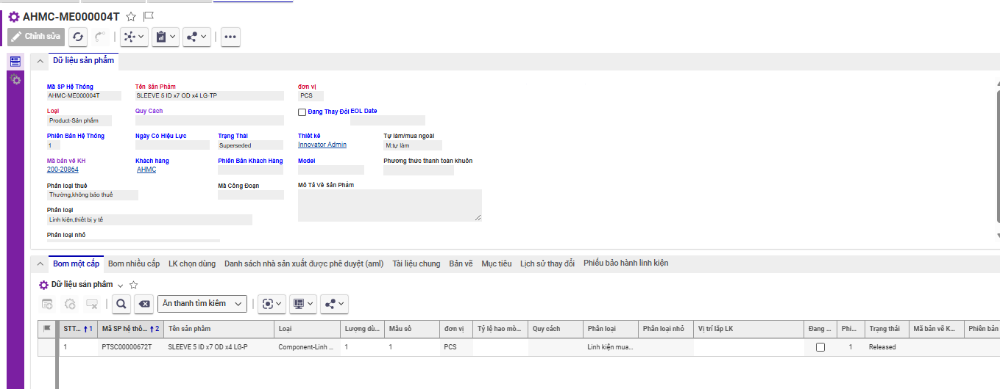 AHMC-ME000004T
Chỉnh sửa
Dữ liệu sản phẩm
Mã SP Hệ Thống Tên Sản Phẩm đơn vị
AHMC-ME000004T SLEEVE 5 ID x7 OD x4 LG-TP PCS
Loại Quy Cách Đang Thay Đổi EOL Date
Product-Sản phẩm
Phiên Bản Hệ Thống Ngày Có Hiệu Lực Trạng Thái Thiết kế Tự làm/mua ngoài
1 Superseded Innovator Admin M:tự làm
Mã bản vẽ KH Khách hàng Phiên Bản Khách Hàng Model Phương thức thanh toán khuôn
200-20864 AHMC
Phân loại thuế Mã Công Đoạn Mô Tả Về Sản Phẩm
Thường,không báo thuế
Phân loại
Linh kiện,thiết bị y tế
Phân loại nhỏ
Bom một cấp Bom nhiều cấp LK chọn dùng Danh sách nhà sản xuất được phê duyệt (aml) Tài liệu chung Bản vẽ Mục tiêu Lịch sử thay đổi Phiếu bảo hành linh kiện
Dữ liệu sản phẩm
Ẩn thanh tìm kiếm
STT... 1 Mã SP hệ thố... 2 Tên sản phẩm Loại Lượng dù... Mẫu số đơn vị Tỷ lệ hao mò... Quy cách Phân loại Phân loại nhỏ Vị trí lắp LK Đang ... Phi... Trạng thái Mã bản vẽ K... Phiên bản
1 PTSC00000672T SLEEVE 5 ID x7 OD x4 LG-P Component-Linh ... 1 1 PCS Linh kiện mua... 1 Released